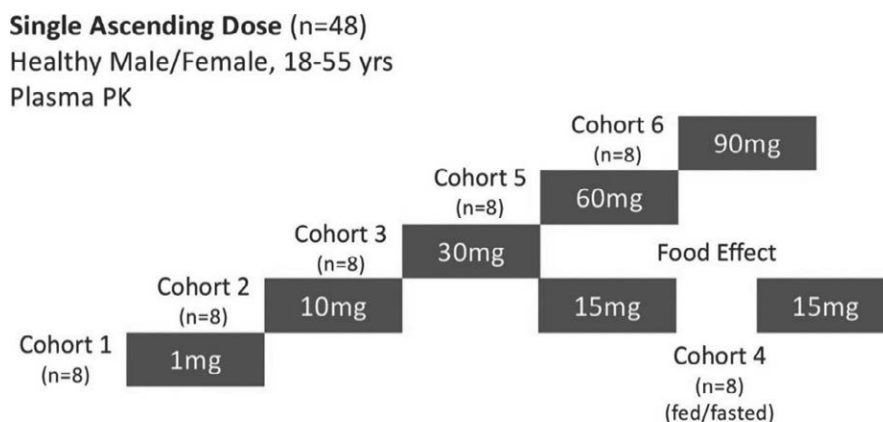 Single Ascending Dose (n=48)
Healthy Male/Female, 18-55 yrs
Plasma PK
Cohort 6
(n=8)
90mg
Cohort 5
(n=8)
60mg
Cohort 3
(n=8)
30mg
Food Effect
Cohort 2
(n=8)
10mg
15mg
15mg
Cohort 1
(n=8)
1mg
Cohort 4
(n=8)
(fed/fasted)